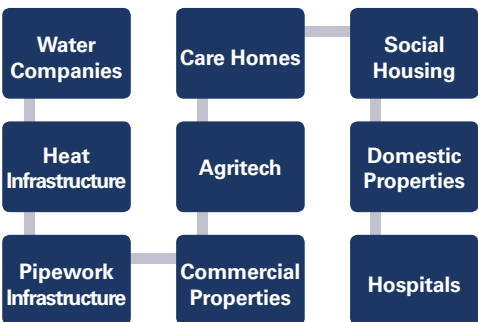 Water
Companies
Heat
Infrastructure
Pipework
Infrastructure
Commercial
Properties
Agritech
Care Homes
Social
Housing
Domestic
Properties
Hospitals